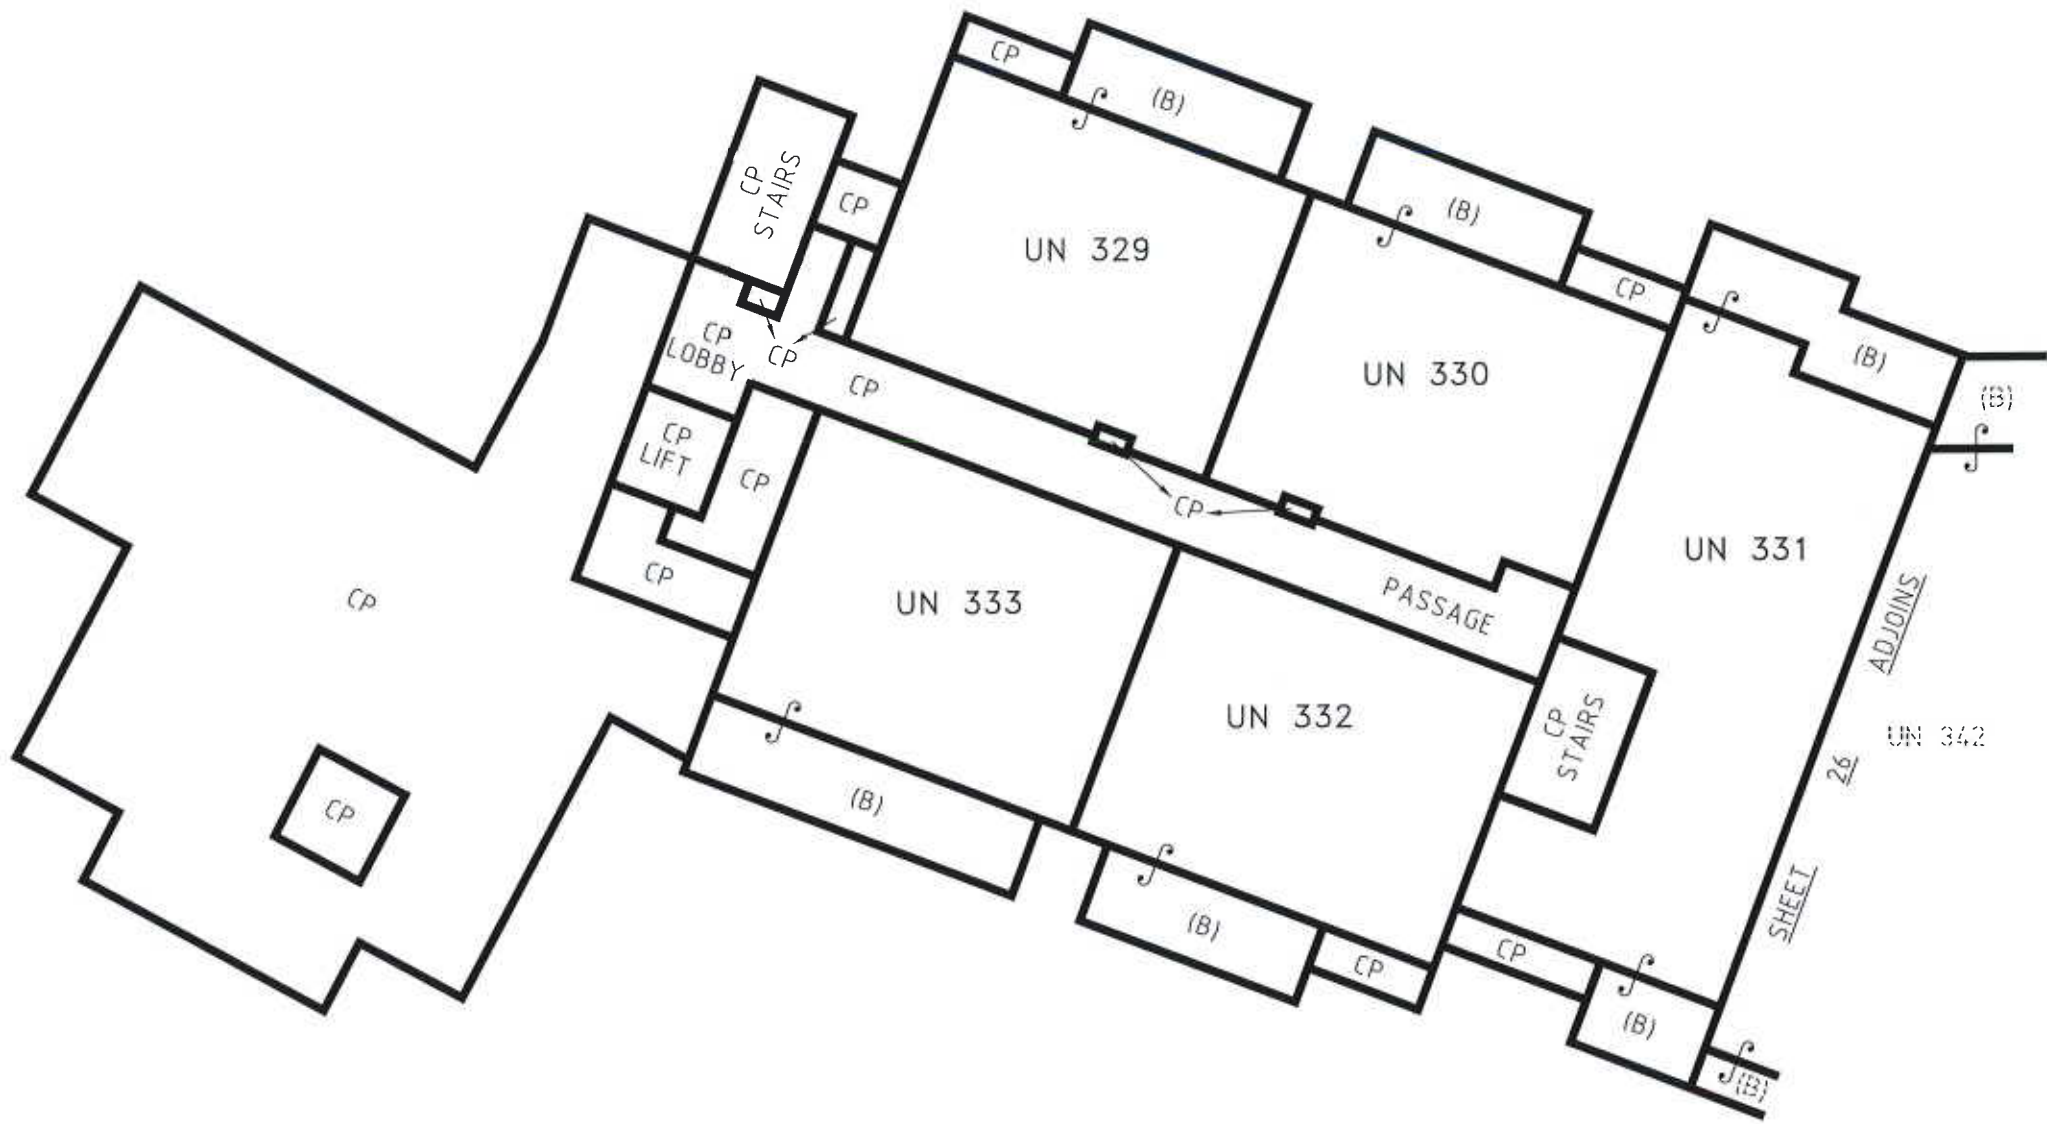 CP
(B)
CP
STAIRS
CP
(B)
UN 329
(B)
CP
CP
LOBBY
CP
CP
UN 330
(B)
(B)
CP
LIFT
CP
CP
UN 331
CP
CP
UN 333
PASSAGE
ADJOINS
UN 332
CP
STAIRS
UN 342
26
CP
(B)
SHEET
(B)
CP
CP
(B)
(B)